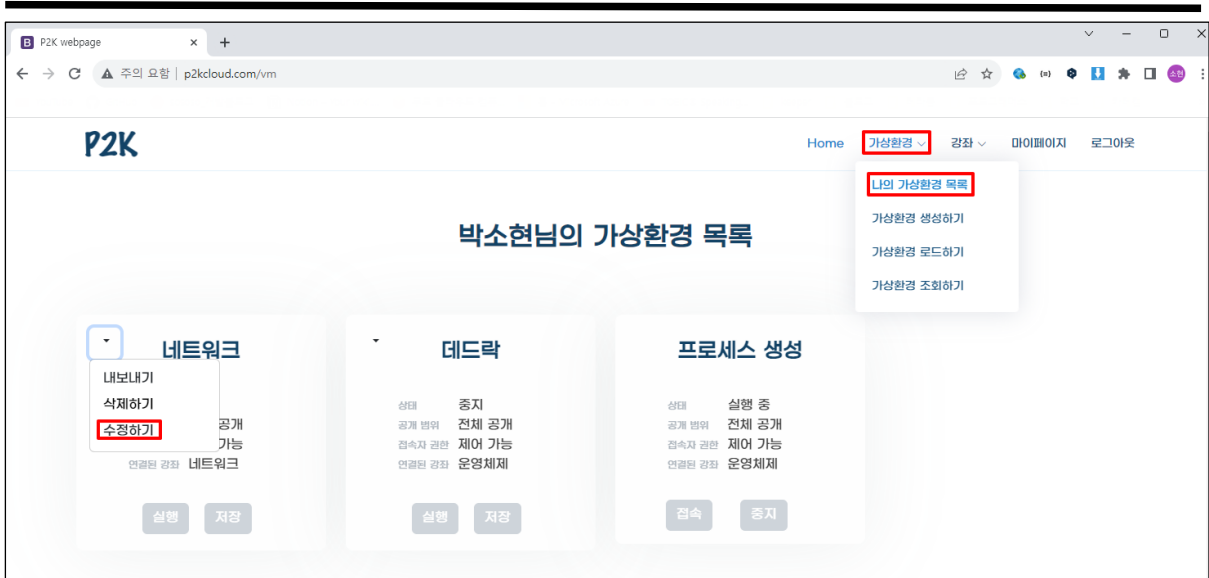 P2K webpage
주의 요함 | p2kcloud.com/vm
소현
P2K
Home 가상환경 강좌 마이페이지 로그아웃
나의 가상환경 목록
가상환경 생성하기
가상환경 로드하기
가상환경 조회하기
박소현님의 가상환경 목록
네트워크
내보내기
삭제하기
수정하기
공개
가능
연결된 강좌 네트워크
실행 저장
데드락
상태 중지
공개 범위 전체 공개
접속자 권한 제어 가능
연결된 강좌 운영체제
실행 저장
프로세스 생성
상태 실행 중
공개 범위 전체 공개
접속자 권한 제어 가능
연결된 강좌 운영체제
접속 중지